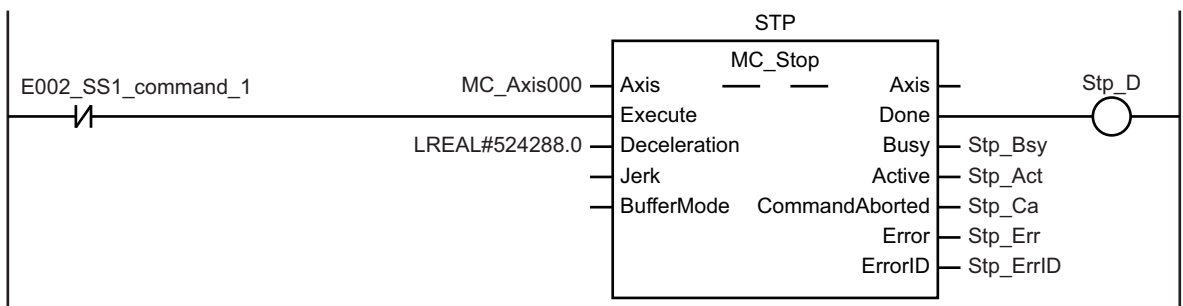 STP
MC_Stop
E002_SS1_command_1
MC_Axis000 Axis Axis Stp_D
Execute Done
LREAL#524288.0 Deceleration Busy Stp_Bsy
Jerk Active Stp_Act
BufferMode CommandAborted Stp_Ca
Error Stp_Err
ErrorID Stp_ErrID